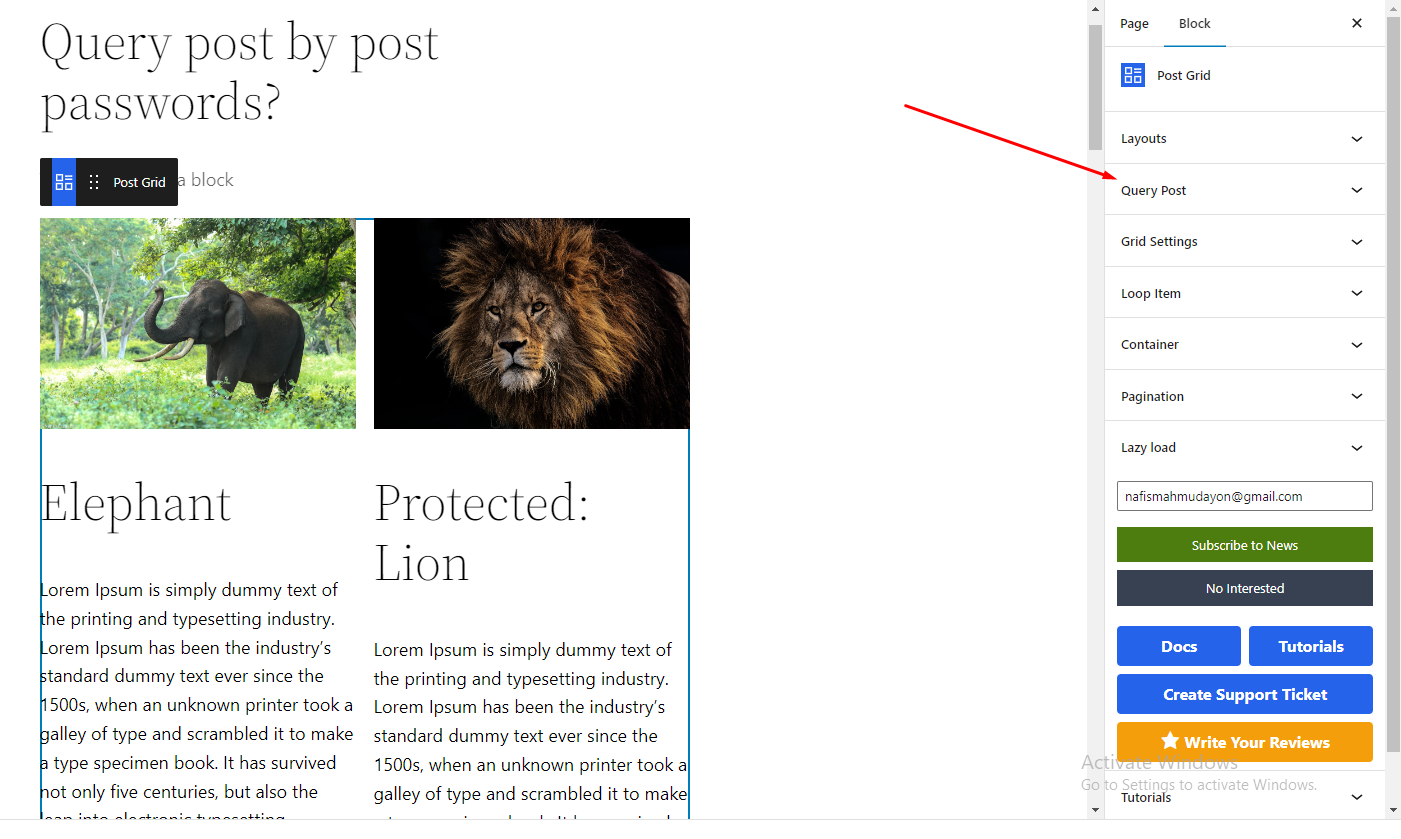 Query post by post
passwords?
Post Grid
a block
Elephant
Lorem Ipsum is simply dummy text of
the printing and typesetting industry.
Lorem Ipsum has been the industry’s
standard dummy text ever since the
1500s, when an unknown printer took a
galley of type and scrambled it to make
a type specimen book. It has survived
not only five centuries, but also the
leap into electronic typesetting,
Protected:
Lion
Lorem Ipsum is simply dummy text of
the printing and typesetting industry.
Lorem Ipsum has been the industry’s
standard dummy text ever since the
1500s, when an unknown printer took a
galley of type and scrambled it to make
Page
Block
Post Grid
Layouts
Query Post
Grid Settings
Loop Item
Container
Pagination
Lazy load
nafismahmudayon@gmail.com
Subscribe to News
No Interested
Docs
Tutorials
Create Support Ticket
Write Your Reviews
Activate Windows
Go to Settings to activate Windows.
Tutorials